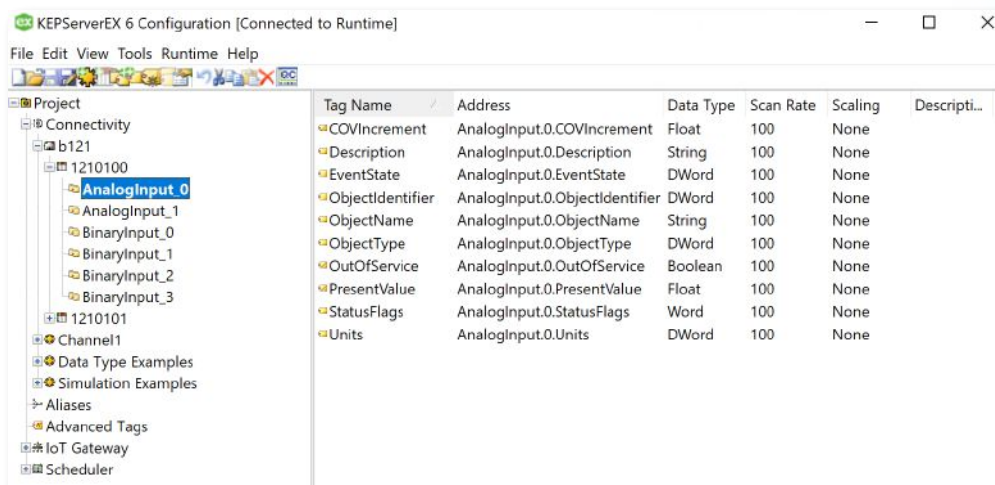 KEPServerEX 6 Configuration [Connected to Runtime]
File Edit View Tools Runtime Help
Project
Connectivity
b121
1210100
AnalogInput_0
AnalogInput_1
BinaryInput_0
BinaryInput_1
BinaryInput_2
BinaryInput_3
1210101
Channel1
Data Type Examples
Simulation Examples
Aliases
Advanced Tags
IoT Gateway
Scheduler
Tag Name Address Data Type Scan Rate Scaling Descripti...
COVIncrement AnalogInput.0.COVIncrement Float 100 None
Description AnalogInput.0.Description String 100 None
EventState AnalogInput.0.EventState DWord 100 None
ObjectIdentifier AnalogInput.0.ObjectIdentifier DWord 100 None
ObjectName AnalogInput.0.ObjectName String 100 None
ObjectType AnalogInput.0.ObjectType DWord 100 None
OutOfService AnalogInput.0.OutOfService Boolean 100 None
PresentValue AnalogInput.0.PresentValue Float 100 None
StatusFlags AnalogInput.0.StatusFlags Word 100 None
Units AnalogInput.0.Units DWord 100 None